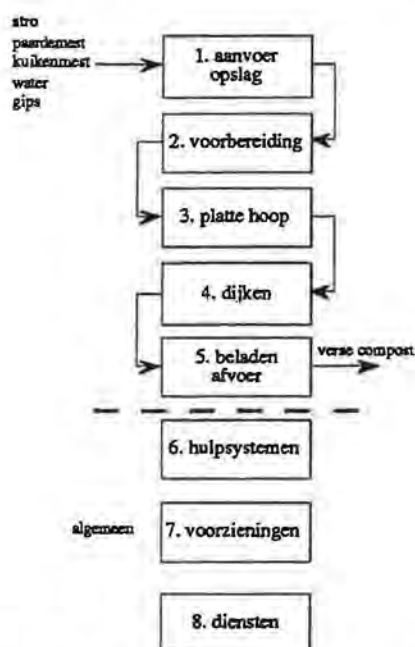 stro
paardemest
kuikenmest
water
gips
1. aanvoer
opslag
2. voorbereiding
3. platte hoop
4. dijken
5. beladen
afvoer
verse compost
6. hulpsystemen
algemeen
7. voorzieningen
8. diensten